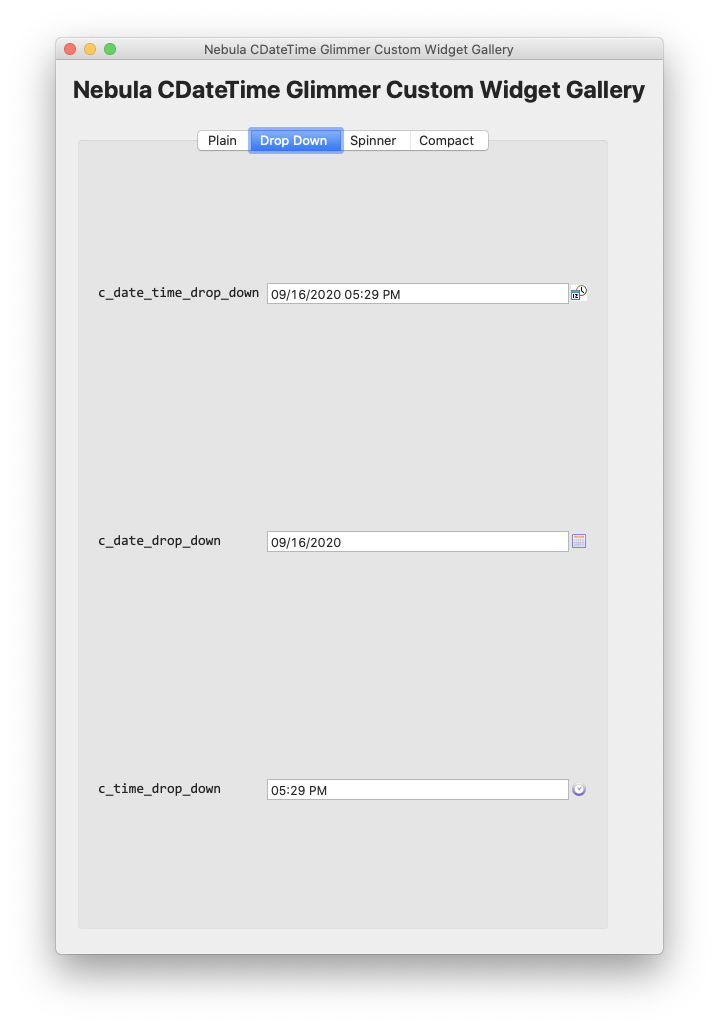 Nebula CDateTime Glimmer Custom Widget Gallery
Nebula CDateTime Glimmer Custom Widget Gallery
Plain Drop Down Spinner Compact
c_date_time_drop_down 09/16/2020 05:29 PM
c_date_drop_down 09/16/2020
c_time_drop_down 05:29 PM